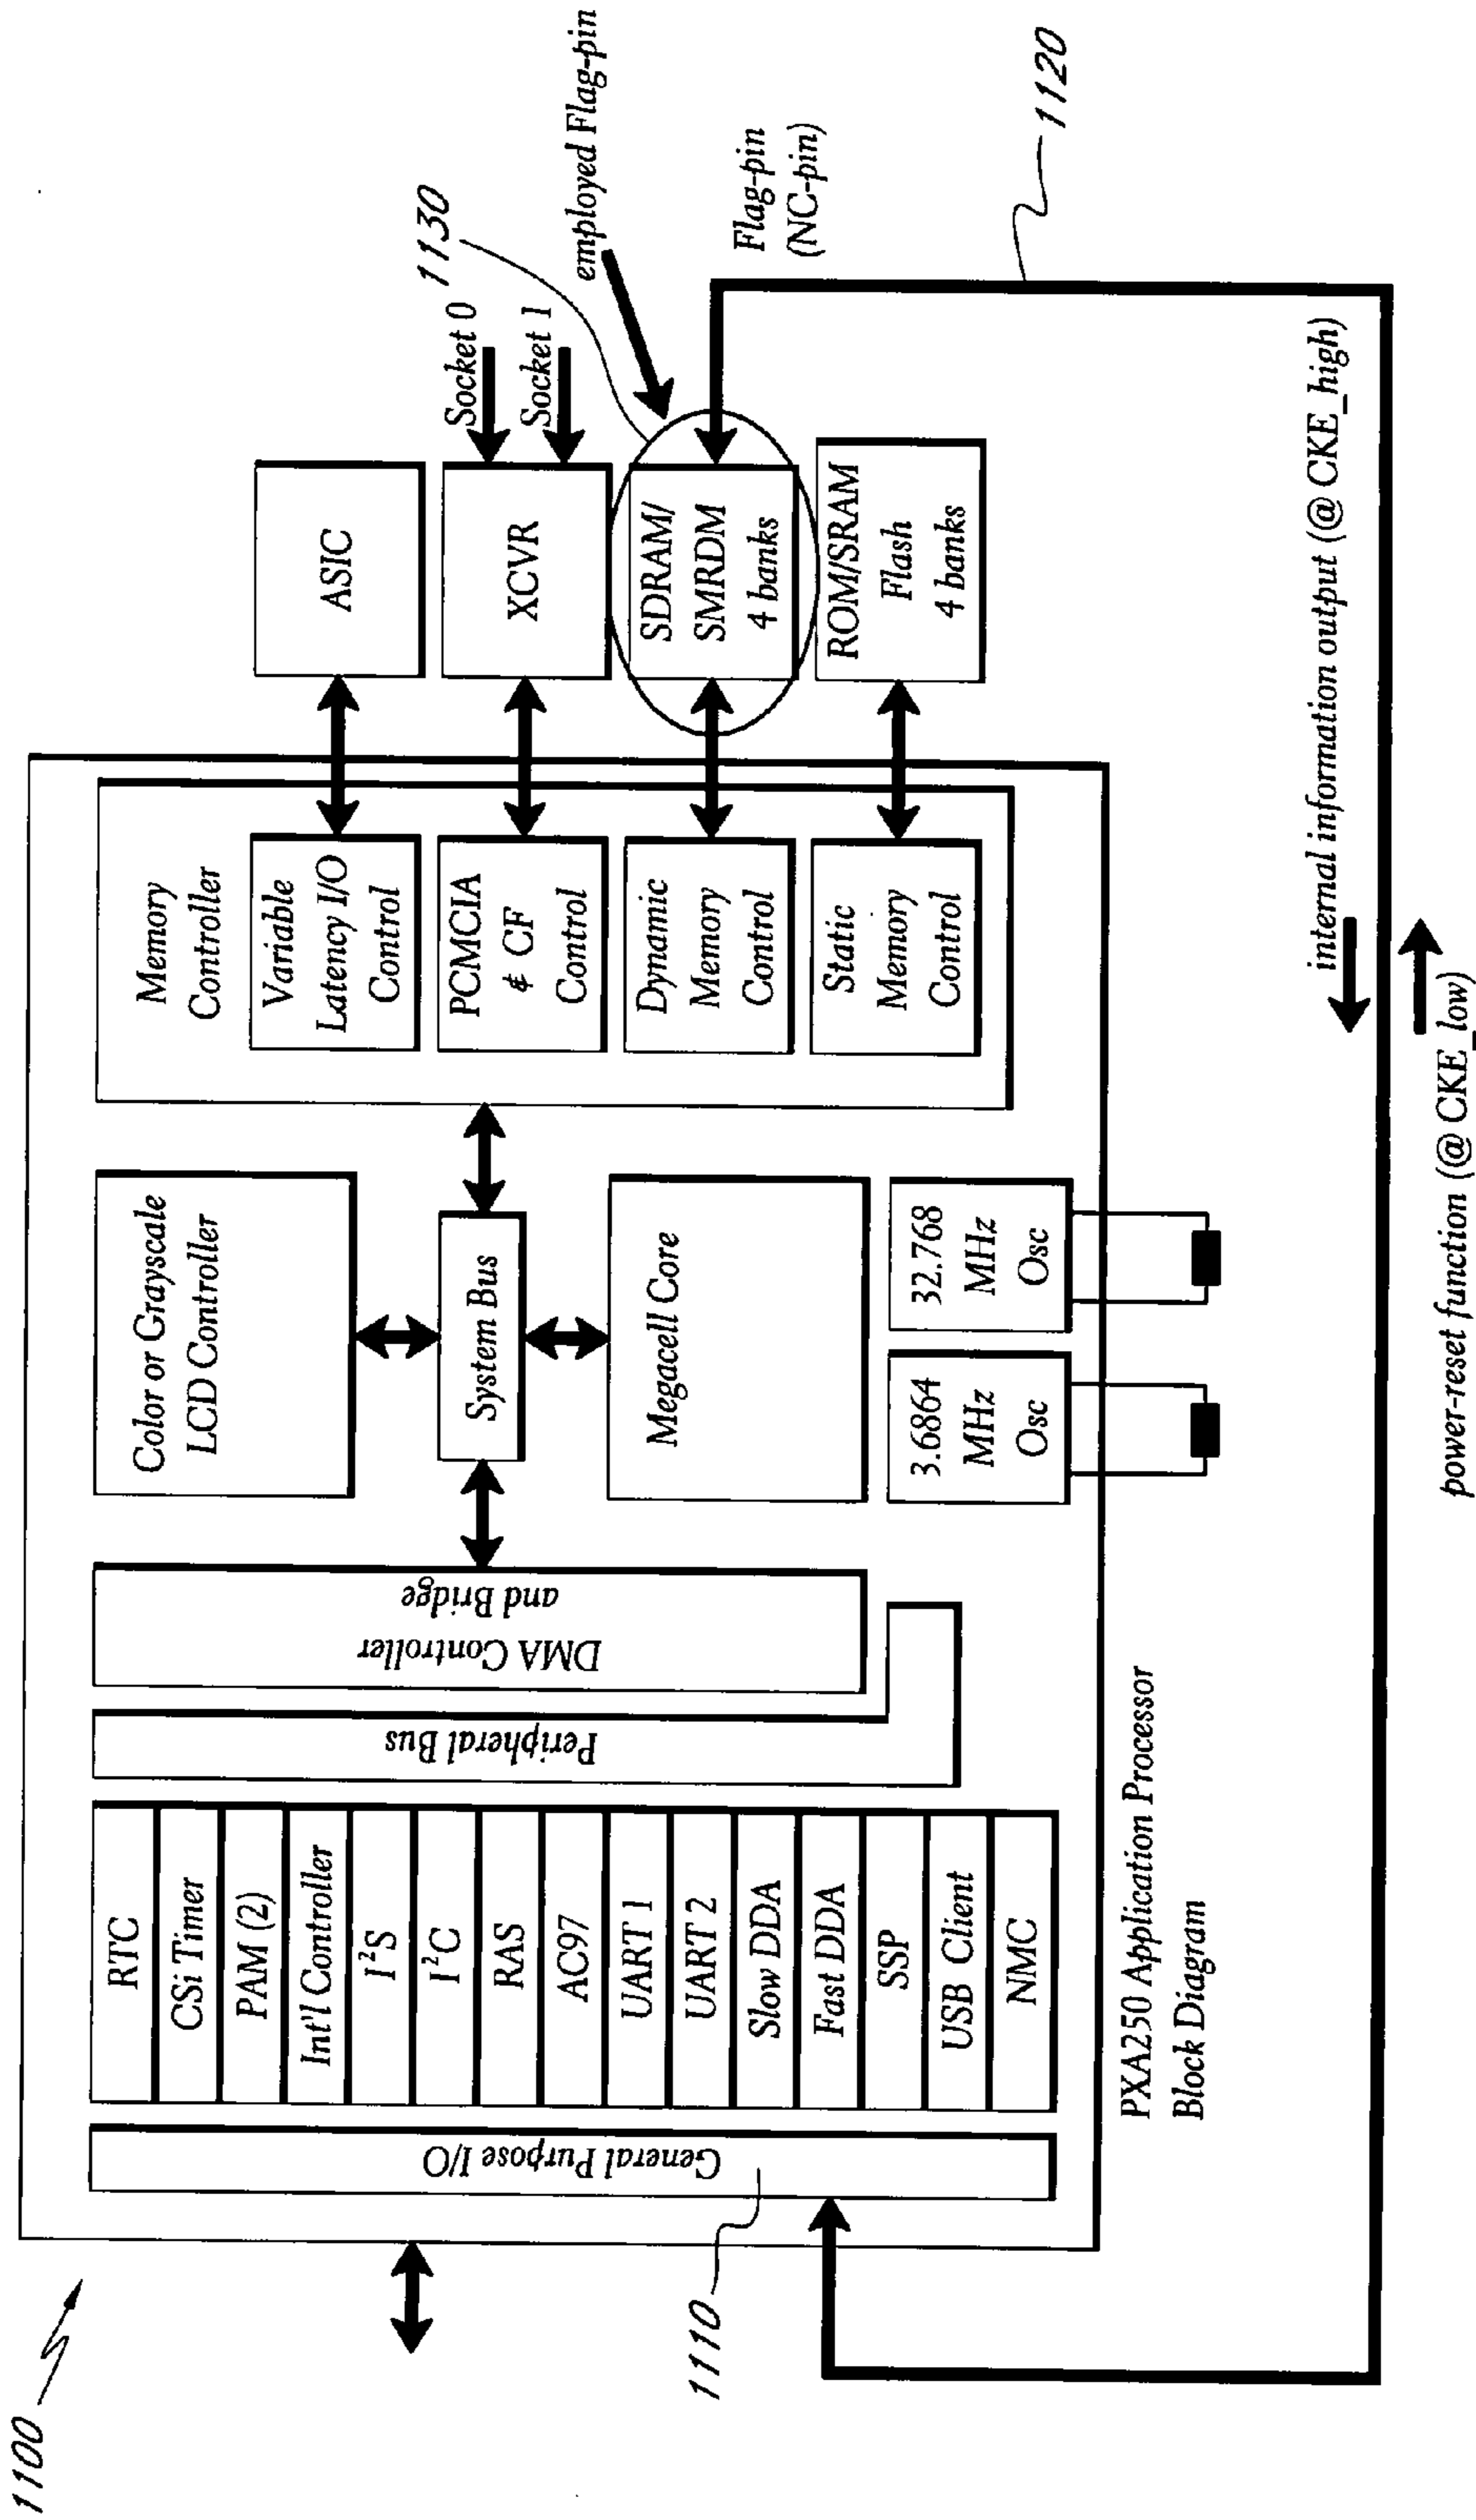 1100
General Purpose I/O
1110
RTC
CSi Timer
PAM (2)
Int'l Controller
I²S
I²C
RAS
AC97
UART 1
UART 2
Slow DDA
Fast DDA
SSP
USB Client
NMC
Peripheral Bus
DMA Controller
and Bridge
Color or Grayscale
LCD Controller
System Bus
Megacell Core
3.6864
MHz
Osc
32.768
MHz
Osc
Memory
Controller
Variable
Latency I/O
Control
PCMCIA
& CF
Control
Dynamic
Memory
Control
Static
Memory
Control
ASIC
XCVR
SDRAM/
SMRDM
4 banks
ROM/SRAM
Flash
4 banks
Socket 0
Socket 1
1130
employed Flag-pin
Flag-pin
(NC-pin)
1120
PXA250 Application Processor
Block Diagram
internal information output (@ CKE_high)
power-reset function (@ CKE_low)